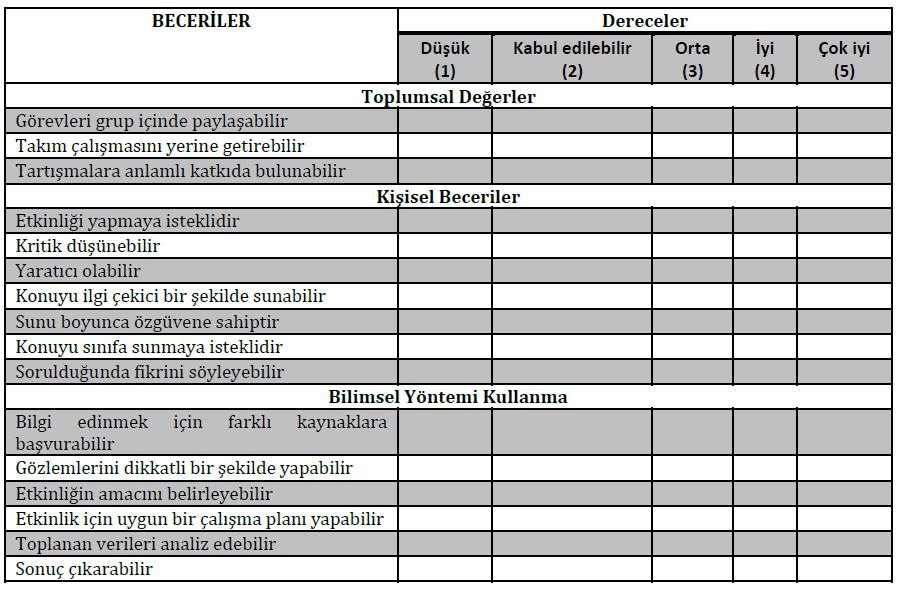 BECERİLER
Dereceler
Düşük
(1)
Kabul edilebilir
(2)
Orta
(3)
İyi
(4)
Çok iyi
(5)
Toplumsal Değerler
Görevleri grup içinde paylaşabilir
Takım çalışmasını yerine getirebilir
Tartışmalara anlamlı katkıda bulunabilir
Kişisel Beceriler
Etkinliği yapmaya isteklidir
Kritik düşünebilir
Yaratıcı olabilir
Konuyu ilgi çekici bir şekilde sunabilir
Sunu boyunca özgüvene sahiptir
Konuyu sınıfa sunmaya isteklidir
Sorulduğunda fikrini söyleyebilir
Bilimsel Yöntemi Kullanma
Bilgi edinmek için farklı kaynaklara
başvurabilir
Gözlemlerini dikkatli bir şekilde yapabilir
Etkinliğin amacını belirleyebilir
Etkinlik için uygun bir çalışma planı yapabilir
Toplanan verileri analiz edebilir
Sonuç çıkarabilir